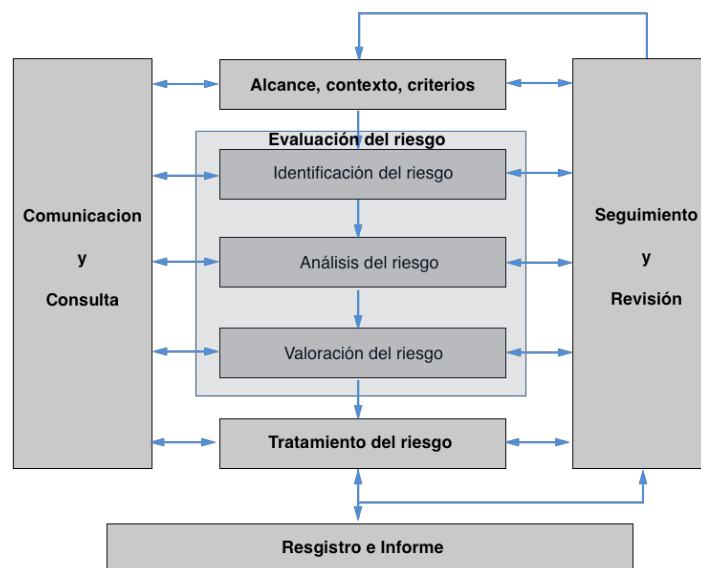 Alcance, contexto, criterios
Evaluación del riesgo
Identificación del riesgo
Comunicacion
y
Consulta
Análisis del riesgo
Seguimiento
y
Revisión
Valoración del riesgo
Tratamiento del riesgo
Resgistro e Informe